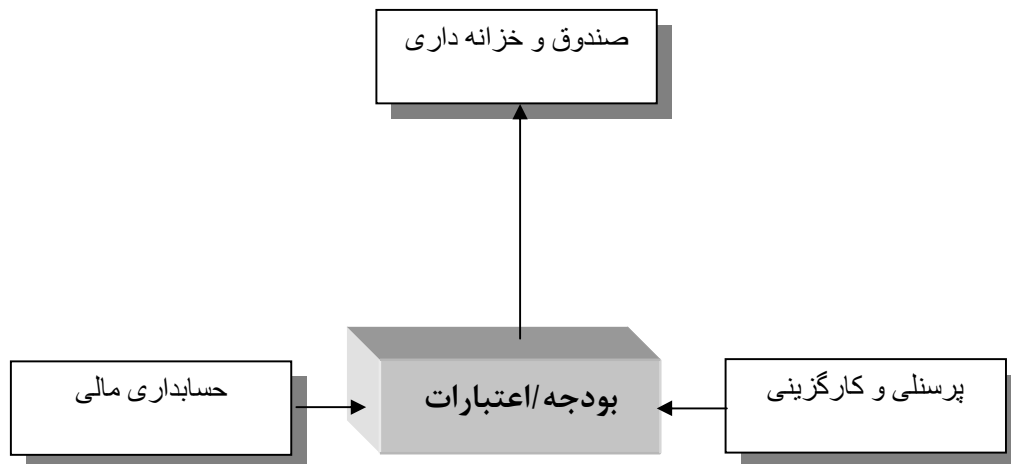 صندوق و خزانه داری
پرسنلی و کارگزینی
بودجه/اعتبارات
حسابداری مالی